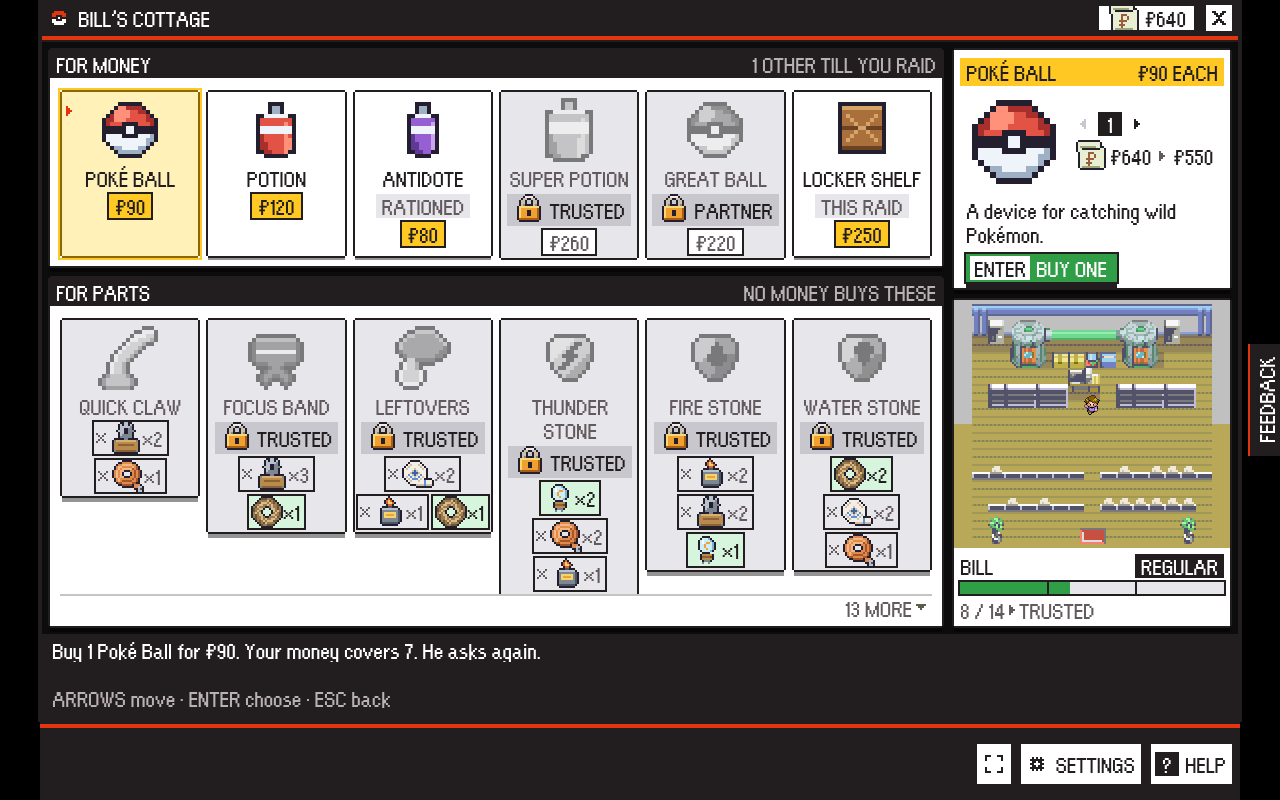 BILL'S COTTAGE
₽640
X
FOR MONEY
1 OTHER TILL YOU RAID
POKÉ BALL
₽90
POTION
₽120
ANTIDOTE
RATIONED
₽80
SUPER POTION
TRUSTED
₽260
GREAT BALL
PARTNER
₽220
LOCKER SHELF
THIS RAID
₽250
FOR PARTS
NO MONEY BUYS THESE
QUICK CLAW
×2
×1
FOCUS BAND
TRUSTED
×3
×1
LEFTOVERS
TRUSTED
×2
×1
×1
THUNDER
STONE
TRUSTED
×2
×2
×1
FIRE STONE
TRUSTED
×2
×2
×1
WATER STONE
TRUSTED
×2
×2
×1
13 MORE
POKÉ BALL ₽90 EACH
1
₽640 ₽550
A device for catching wild
Pokémon.
ENTER BUY ONE
BILL REGULAR
8 / 14 TRUSTED
Buy 1 Poké Ball for ₽90. Your money covers 7. He asks again.
ARROWS move · ENTER choose · ESC back
FEEDBACK
SETTINGS
? HELP